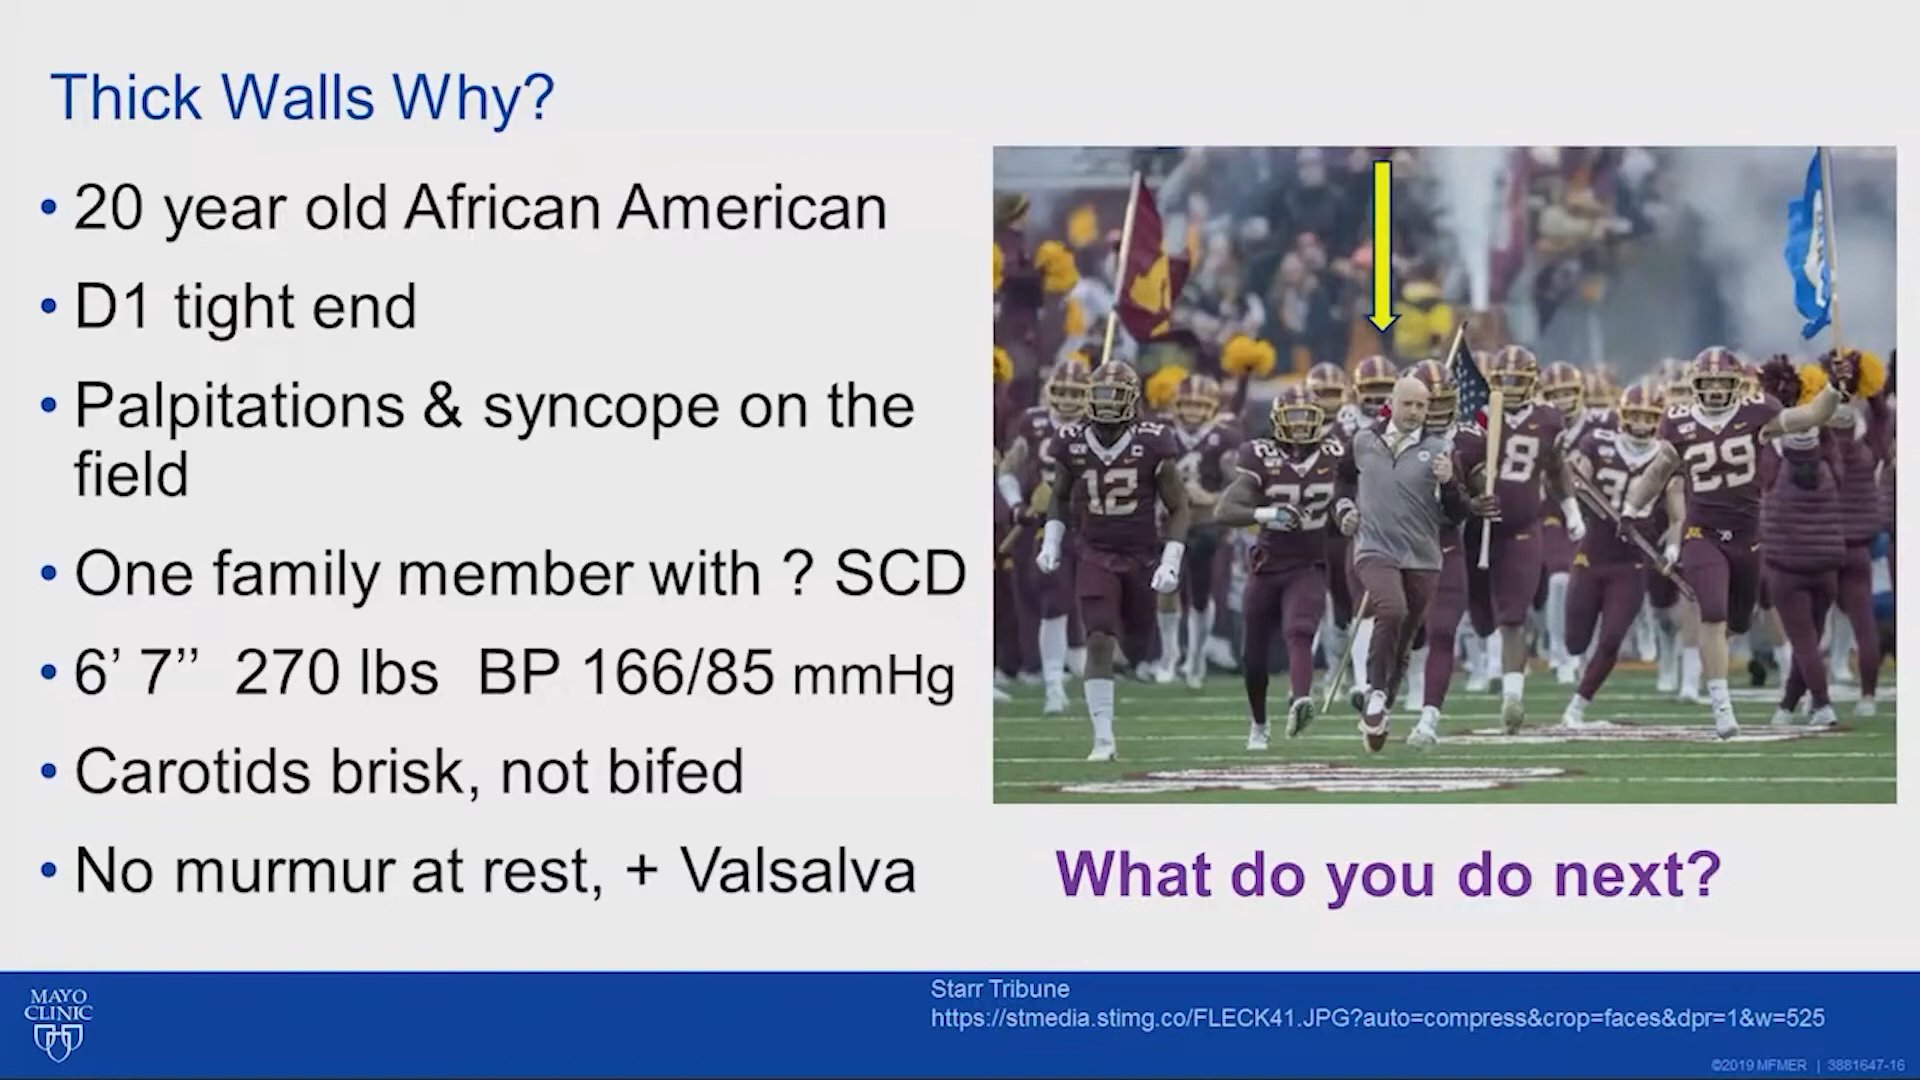 Thick Walls Why?
• 20 year old African American
• D1 tight end
• Palpitations & syncope on the
field
• One family member with ? SCD
• 6’ 7’’ 270 lbs BP 166/85 mmHg
• Carotids brisk, not bifed
• No murmur at rest, + Valsalva
12
22
8
29
What do you do next?
MAYO
CLINIC
Starr Tribune
https://stmedia.stimg.co/FLECK41.JPG?auto=compress&crop=faces&dpr=1&w=525
©2019 MFMER | 3881647-16